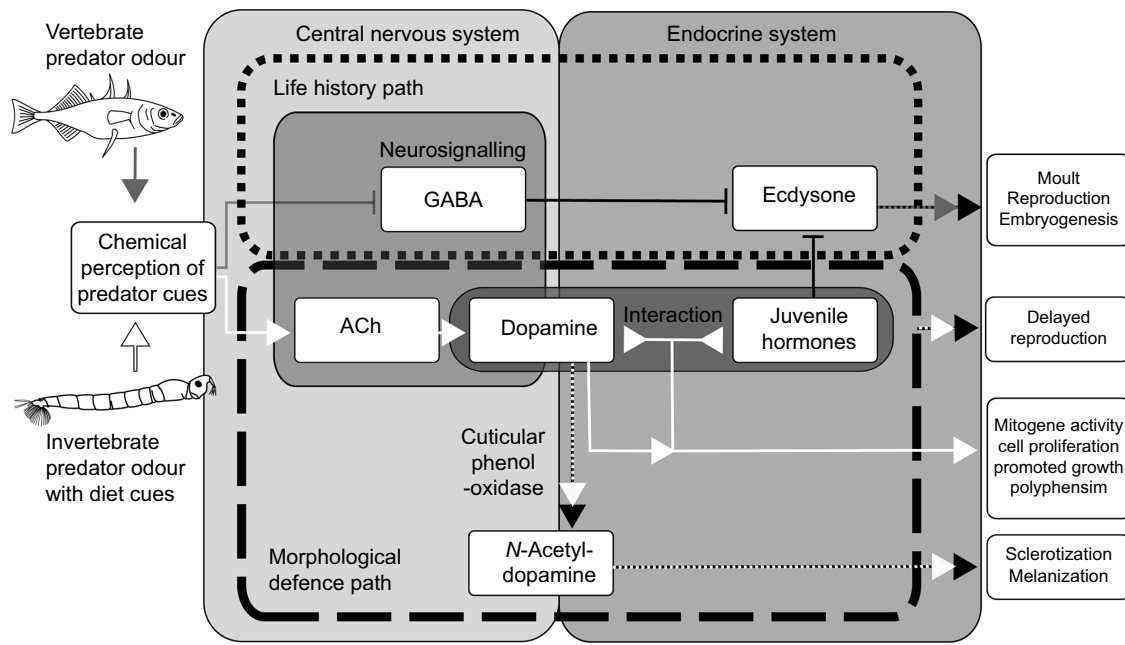 Vertebrate
predator odour
Central nervous system
Endocrine system
Life history path
Neurosignalling
GABA
Ecdysone
Moult
Reproduction
Embryogenesis
Chemical
perception of
predator cues
ACh
Dopamine
Interaction
Juvenile
hormones
Delayed
reproduction
Invertebrate
predator odour
with diet cues
Cuticular
phenol
-oxidase
Mitogene activity
cell proliferation
promoted growth
polyphensim
Morphological
defence path
N-Acetyl-
dopamine
Sclerotization
Melanization